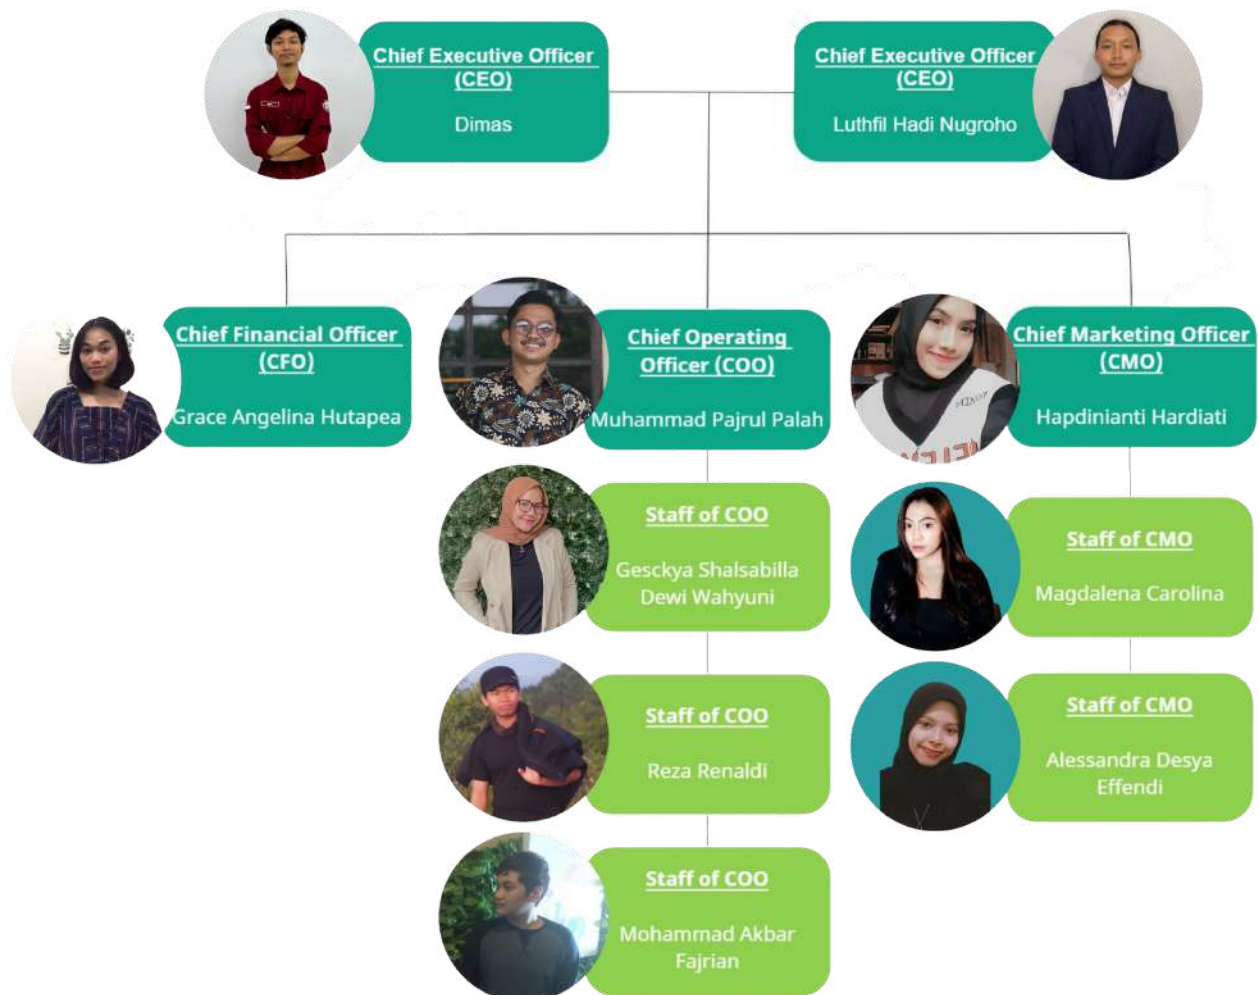 Chief Executive Officer
(CEO)
Dimas
Chief Executive Officer
(CEO)
Luthfil Hadi Nugroho
Chief Financial Officer
(CFO)
Grace Angelina Hutapea
Chief Operating
Officer (COO)
Muhammad Pajrul Palah
Chief Marketing Officer
(CMO)
Hapdinianti Hardiati
Staff of COO
Gesckya Shalsabilla
Dewi Wahyuni
Staff of CMO
Magdalena Carolina
Staff of COO
Reza Renaldi
Staff of CMO
Alessandra Desya
Effendi
Staff of COO
Mohammad Akbar
Fajrian